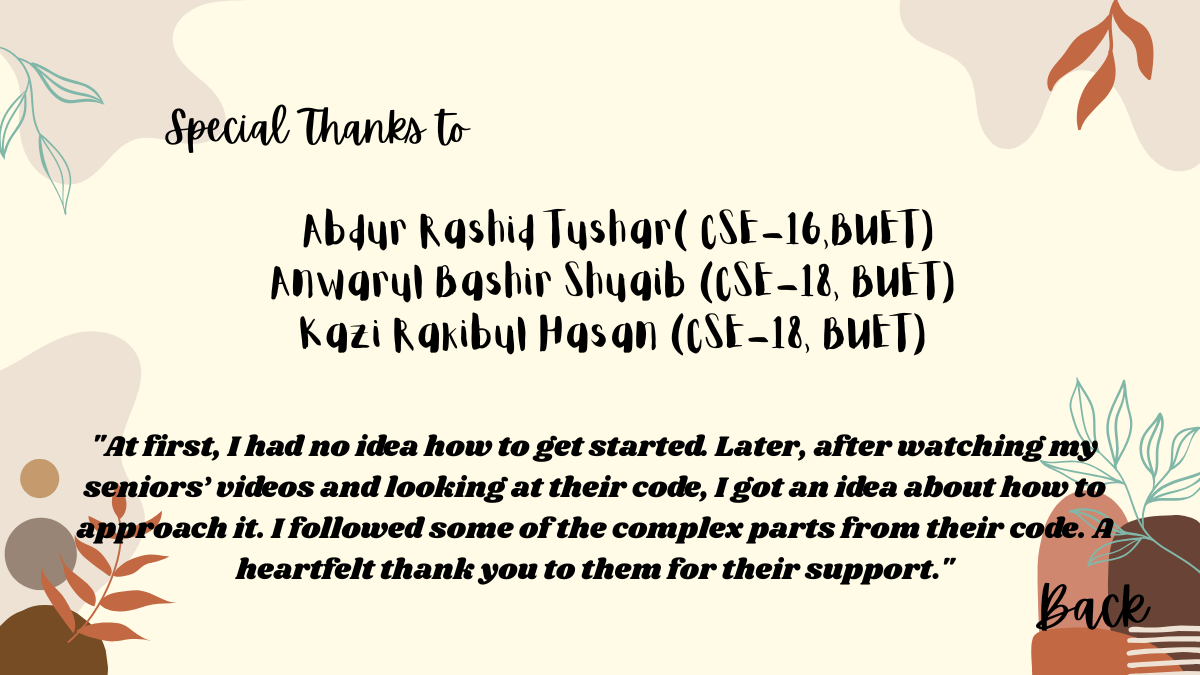 Special Thanks to
Abdur Rashid Tushar( CSE-16,BUET)
Anwarul Bashir Shuaib (CSE-18, BUET)
Kazi Rakibul Hasan (CSE-18, BUET)
"At first, I had no idea how to get started. Later, after watching my
seniors’ videos and looking at their code, I got an idea about how to
approach it. I followed some of the complex parts from their code. A
heartfelt thank you to them for their support."
Back